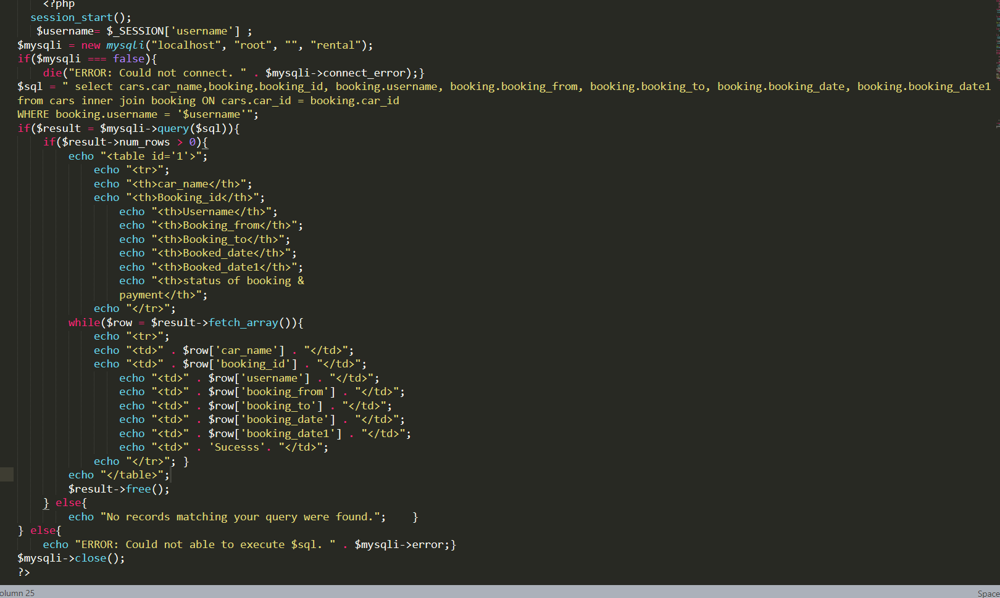 <?php
session_start();
$username= $_SESSION['username'] ;
$mysqli = new mysqli("localhost", "root", "", "rental");
if($mysqli === false){
die("ERROR: Could not connect. " . $mysqli->connect_error);}
$sql = " select cars.car_name,booking.booking_id, booking.username, booking.booking_from, booking.booking_to, booking.booking_date, booking.booking_date1
from cars inner join booking ON cars.car_id = booking.car_id
WHERE booking.username = '$username'";
if($result = $mysqli->query($sql)){
if($result->num_rows > 0){
echo "<table id='1'>";
echo "<tr>";
echo "<th>car_name</th>";
echo "<th>Booking_id</th>";
echo "<th>Username</th>";
echo "<th>Booking_from</th>";
echo "<th>Booking_to</th>";
echo "<th>Booked_date</th>";
echo "<th>Booked_date1</th>";
echo "<th>status of booking &
payment</th>";
echo "</tr>";
while($row = $result->fetch_array()){
echo "<tr>";
echo "<td>" . $row['car_name'] . "</td>";
echo "<td>" . $row['booking_id'] . "</td>";
echo "<td>" . $row['username'] . "</td>";
echo "<td>" . $row['booking_from'] . "</td>";
echo "<td>" . $row['booking_to'] . "</td>";
echo "<td>" . $row['booking_date'] . "</td>";
echo "<td>" . $row['booking_date1'] . "</td>";
echo "<td>" . 'Sucesss'. "</td>";
echo "</tr>"; }
echo "</table>";
$result->free();
} else{
echo "No records matching your query were found.";    }
} else{
echo "ERROR: Could not able to execute $sql. " . $mysqli->error;}
$mysqli->close();
?>
olumn 25
Space